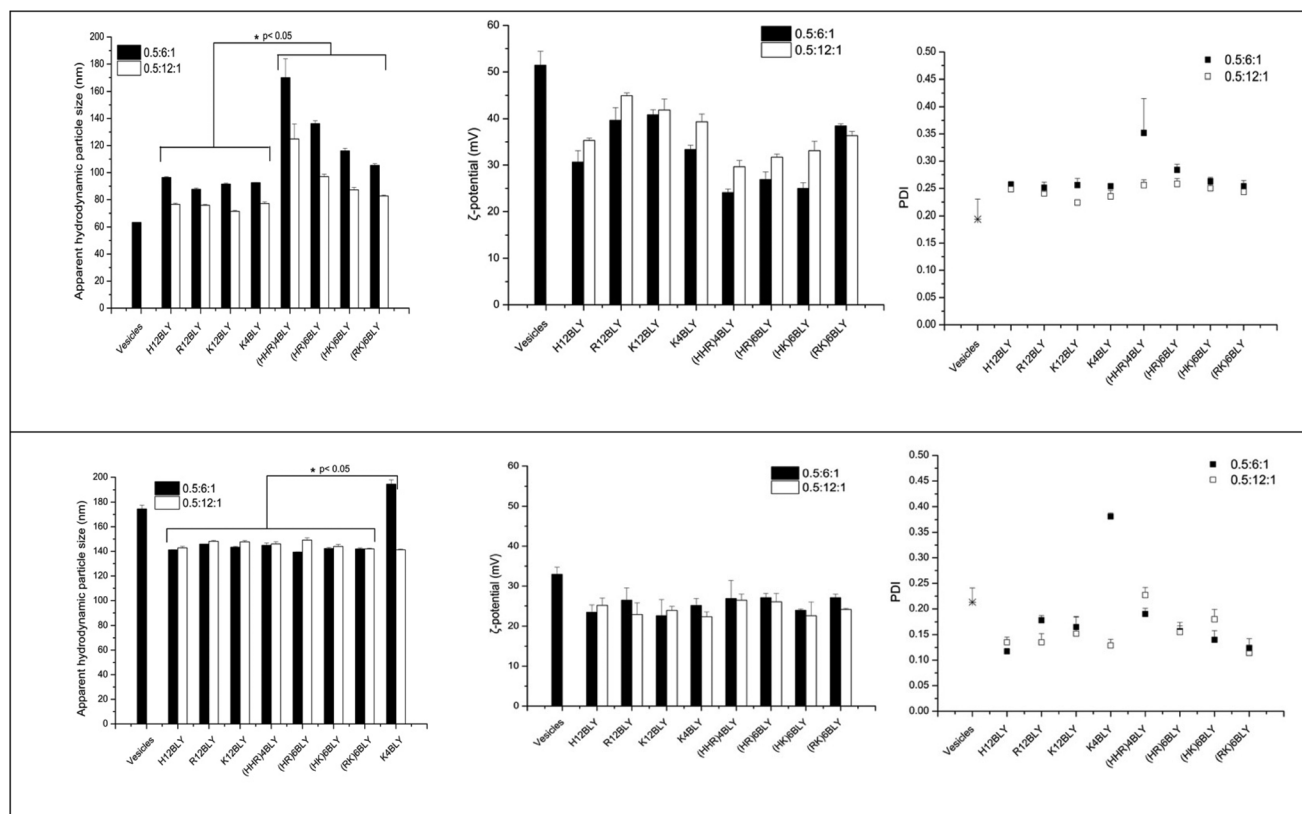 * p< 0.05
0.5:6:1
0.5:12:1
Apparent hydrodynamic particle size (nm)
200
180
160
140
120
100
80
60
40
20
0
Vesicles
H12BLY
R12BLY
K12BLY
K4BLY
(HHR)4BLY
(HR)6BLY
(HK)6BLY
(RK)6BLY
0.5:6:1
0.5:12:1
ζ-potential (mV)
60
50
40
30
20
10
0
Vesicles
H12BLY
R12BLY
K12BLY
K4BLY
(HHR)4BLY
(HR)6BLY
(HK)6BLY
(RK)6BLY
0.5:6:1
0.5:12:1
PDI
0.50
0.45
0.40
0.35
0.30
0.25
0.20
0.15
0.10
0.05
0.00
Vesicles
H12BLY
R12BLY
K12BLY
K4BLY
(HHR)4BLY
(HR)6BLY
(HK)6BLY
(RK)6BLY
* p< 0.05
0.5:6:1
0.5:12:1
Apparent hydrodynamic particle size (nm)
200
180
160
140
120
100
80
60
40
20
0
Vesicles
H12BLY
R12BLY
K12BLY
(HHR)4BLY
(HR)6BLY
(HK)6BLY
(RK)6BLY
K4BLY
0.5:6:1
0.5:12:1
ζ-potential (mV)
60
50
40
30
20
10
0
Vesicles
H12BLY
R12BLY
K12BLY
K4BLY
(HHR)4BLY
(HR)6BLY
(HK)6BLY
(RK)6BLY
0.5:6:1
0.5:12:1
PDI
0.50
0.45
0.40
0.35
0.30
0.25
0.20
0.15
0.10
0.05
0.00
Vesicles
H12BLY
R12BLY
K12BLY
K4BLY
(HHR)4BLY
(HR)6BLY
(HK)6BLY
(RK)6BLY